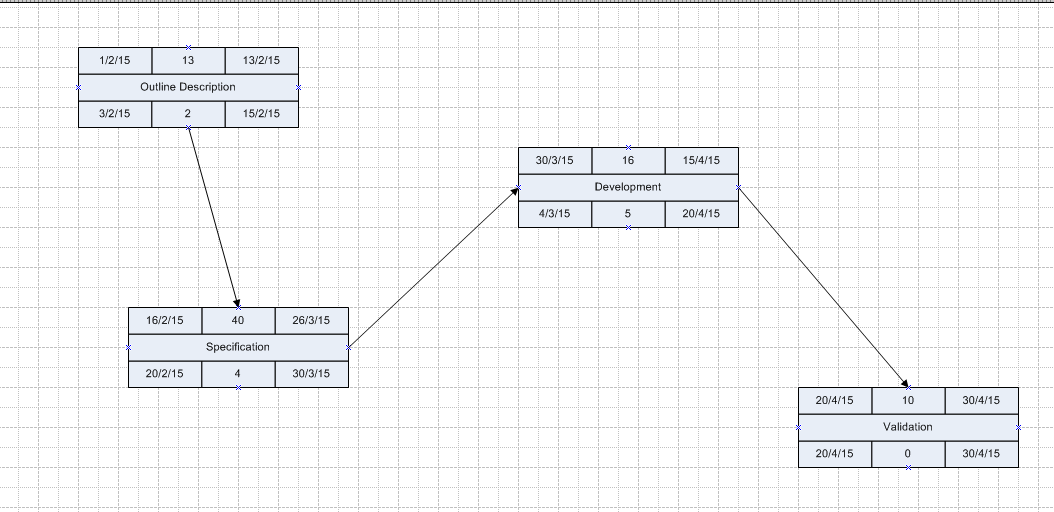 1/2/15 13 13/2/15
Outline Description
3/2/15 2 15/2/15
30/3/15 16 15/4/15
Development
4/3/15 5 20/4/15
16/2/15 40 26/3/15
Specification
20/2/15 4 30/3/15
20/4/15 10 30/4/15
Validation
20/4/15 0 30/4/15